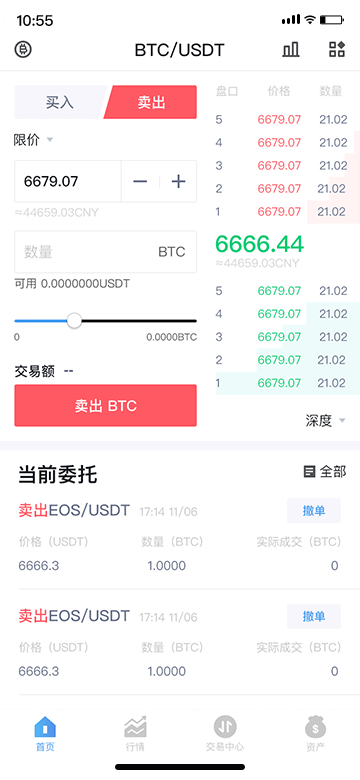 10:55
BTC/USDT
买入
卖出
限价
6679.07
≈44659.03CNY
数量
BTC
可用 0.0000000USDT
0
0.0000BTC
交易额 --
卖出 BTC
盘口 价格 数量
5 6679.07 21.02
4 6679.07 21.02
3 6679.07 21.02
2 6679.07 21.02
1 6679.07 21.02
6666.44
≈44659.03CNY
5 6679.07 21.02
4 6679.07 21.02
3 6679.07 21.02
2 6679.07 21.02
1 6679.07 21.02
深度
当前委托
全部
卖出EOS/USDT 17:14 11/06 撤单
价格（USDT） 数量（BTC） 实际成交（BTC）
6666.3 1.0000 0
卖出EOS/USDT 17:14 11/06 撤单
价格（USDT） 数量（BTC） 实际成交（BTC）
6666.3 1.0000 0
首页 行情 交易中心 资产